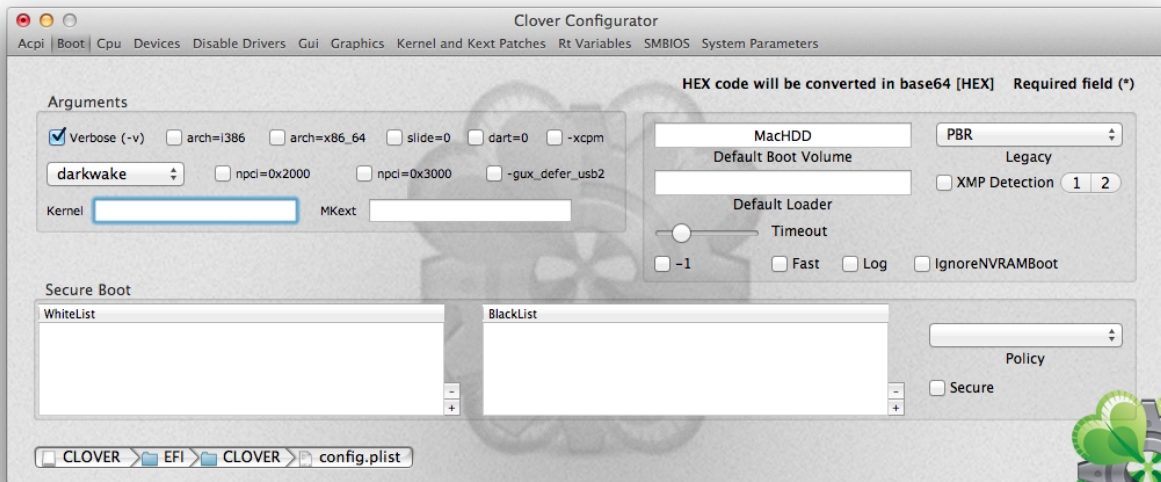 Clover Configurator
Acpi Boot Cpu Devices Disable Drivers Gui Graphics Kernel and Kext Patches Rt Variables SMBIOS System Parameters
HEX code will be converted in base64 [HEX] Required field (*)
Arguments
Verbose (-v) arch=i386 arch=x86_64 slide=0 dart=0 -xcpm
darkwake npci=0x2000 npci=0x3000 -gux_defer_usb2
Kernel MKext
MacHDD PBR
Default Boot Volume Legacy
XMP Detection 1 2
Default Loader
Timeout
-1 Fast Log IgnoreNVRAMBoot
Secure Boot
WhiteList BlackList
Policy
- - Secure
+ +
CLOVER EFI CLOVER config.plist